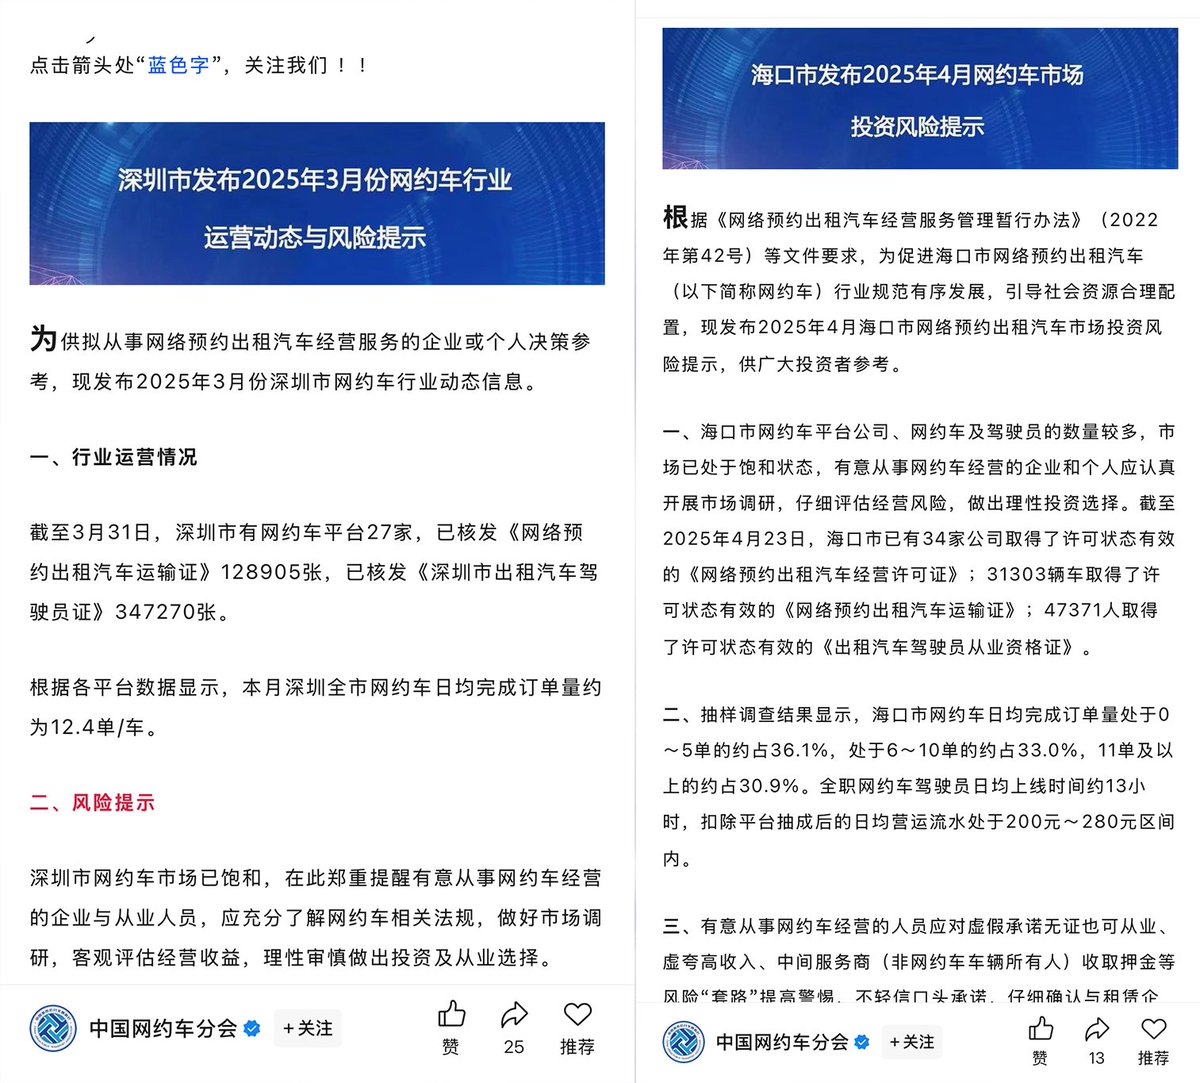 点击箭头处“蓝色字”，关注我们！！
深圳市发布2025年3月份网约车行业
运营动态与风险提示
为供拟从事网络预约出租汽车经营服务的企业或个人决策参
考，现发布2025年3月份深圳市网约车行业动态信息。
一、行业运营情况
截至3月31日，深圳市有网约车平台27家，已核发《网络预
约出租汽车运输证》128905张，已核发《深圳市出租汽车驾
驶员证》347270张。
根据各平台数据显示，本月深圳全市网约车日均完成订单量约
为12.4单/车。
二、风险提示
深圳市网约车市场已饱和，在此郑重提醒有意从事网约车经营
的企业与从业人员，应充分了解网约车相关法规，做好市场调
研，客观评估经营收益，理性审慎做出投资及从业选择。
中国网约车分会
+关注
赞
25
推荐
海口市发布2025年4月网约车市场
投资风险提示
根据《网络预约出租汽车经营服务管理暂行办法》（2022
年第42号）等文件要求，为促进海口市网络预约出租汽车
（以下简称网约车）行业规范有序发展，引导社会资源合理配
置，现发布2025年4月海口市网络预约出租汽车市场投资风
险提示，供广大投资者参考。
一、海口市网约车平台公司、网约车及驾驶员的数量较多，市
场已处于饱和状态，有意从事网约车经营的企业和个人应认真
开展市场调研，仔细评估经营风险，做出理性投资选择。截至
2025年4月23日，海口市已有34家公司取得了许可状态有效
的《网络预约出租汽车经营许可证》；31303辆车取得了许
可状态有效的《网络预约出租汽车运输证》；47371人取得
了许可状态有效的《出租汽车驾驶员从业资格证》。
二、抽样调查结果显示，海口市网约车日均完成订单量处于0
～5单的约占36.1%，处于6～10单的约占33.0%，11单及以
上的约占30.9%。全职网约车驾驶员日均上线时间约13小
时，扣除平台抽成后的日均营运流水处于200元～280元区间
内。
三、有意从事网约车经营的人员应对虚假承诺无证也可从业、
虚夸高收入、中间服务商（非网约车车辆所有人）收取押金等
风险“套路”提高警惕，不轻信口头承诺，仔细确认与租赁企
中国网约车分会
+关注
赞
13
推荐